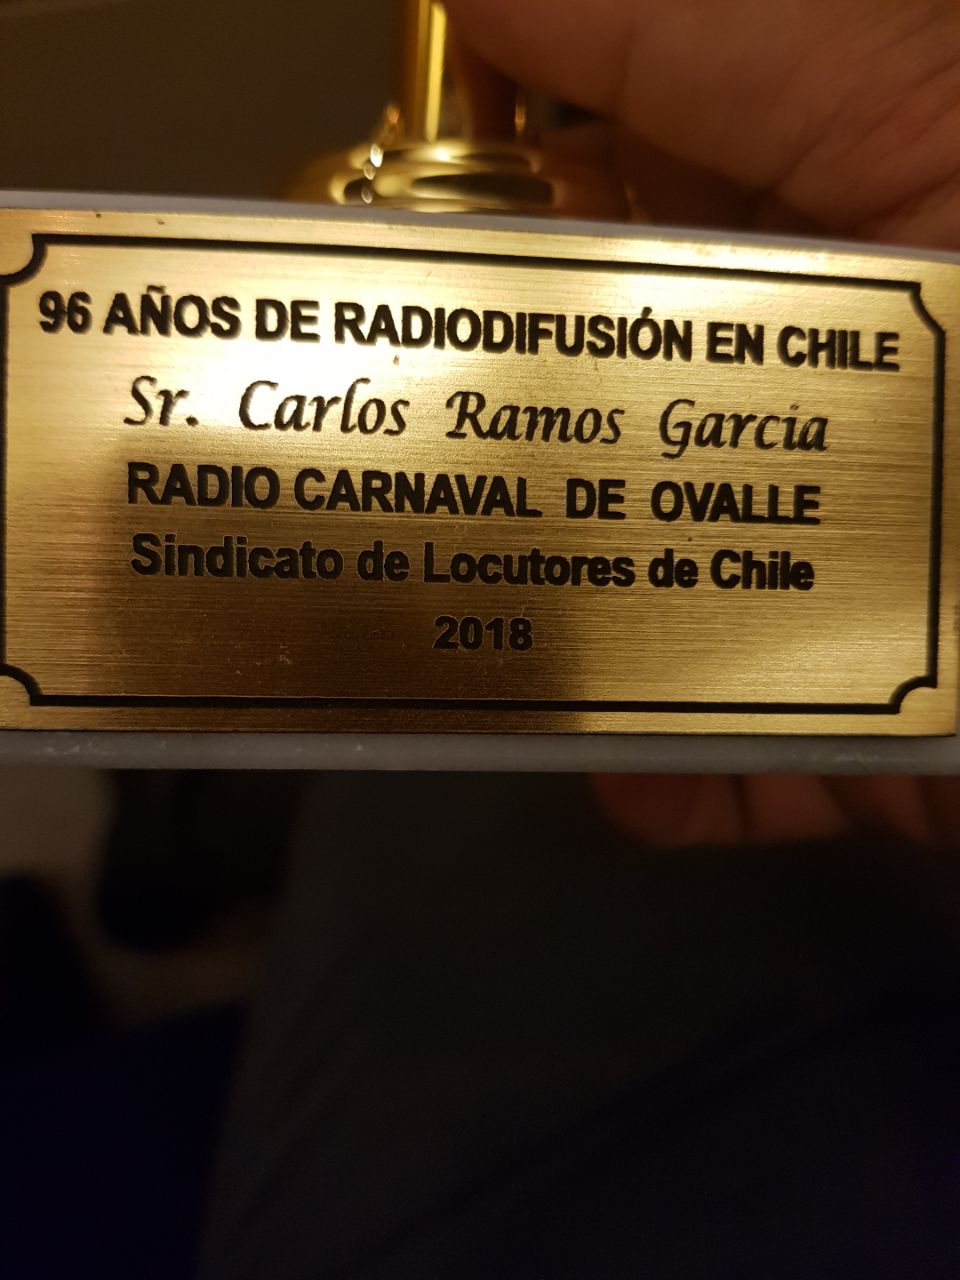 96 AÑOS DE RADIODIFUSIÓN EN CHILE
Sr. Carlos Ramos Garcia
RADIO CARNAVAL DE OVALLE
Sindicato de Locutores de Chile
2018